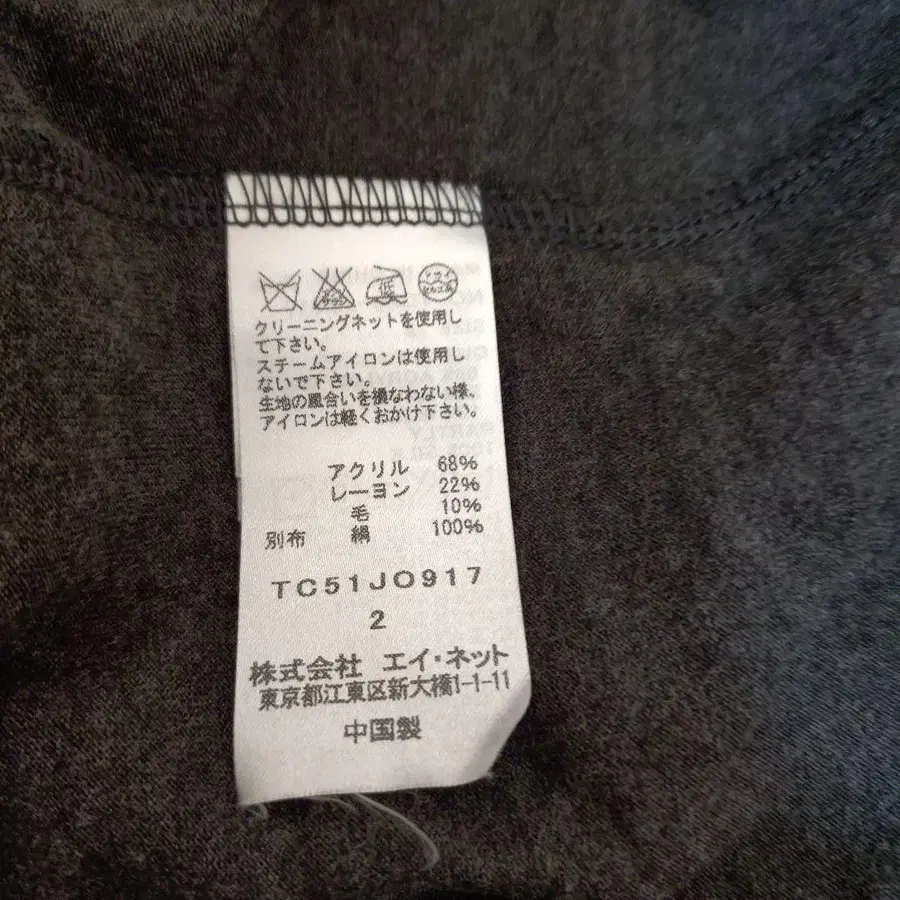 低
クリーニングネットを使用し
て下さい。
スチームアイロンは使用し
ないで下さい。
生地の風合いを損なわない様、
アイロンは軽くおかけ下さい。
アクリル 68%
レーヨン 22%
毛 10%
別布 絹 100%
TC51JO917
2
株式会社 エイ・ネット
東京都江東区新大橋1-1-11
中国製